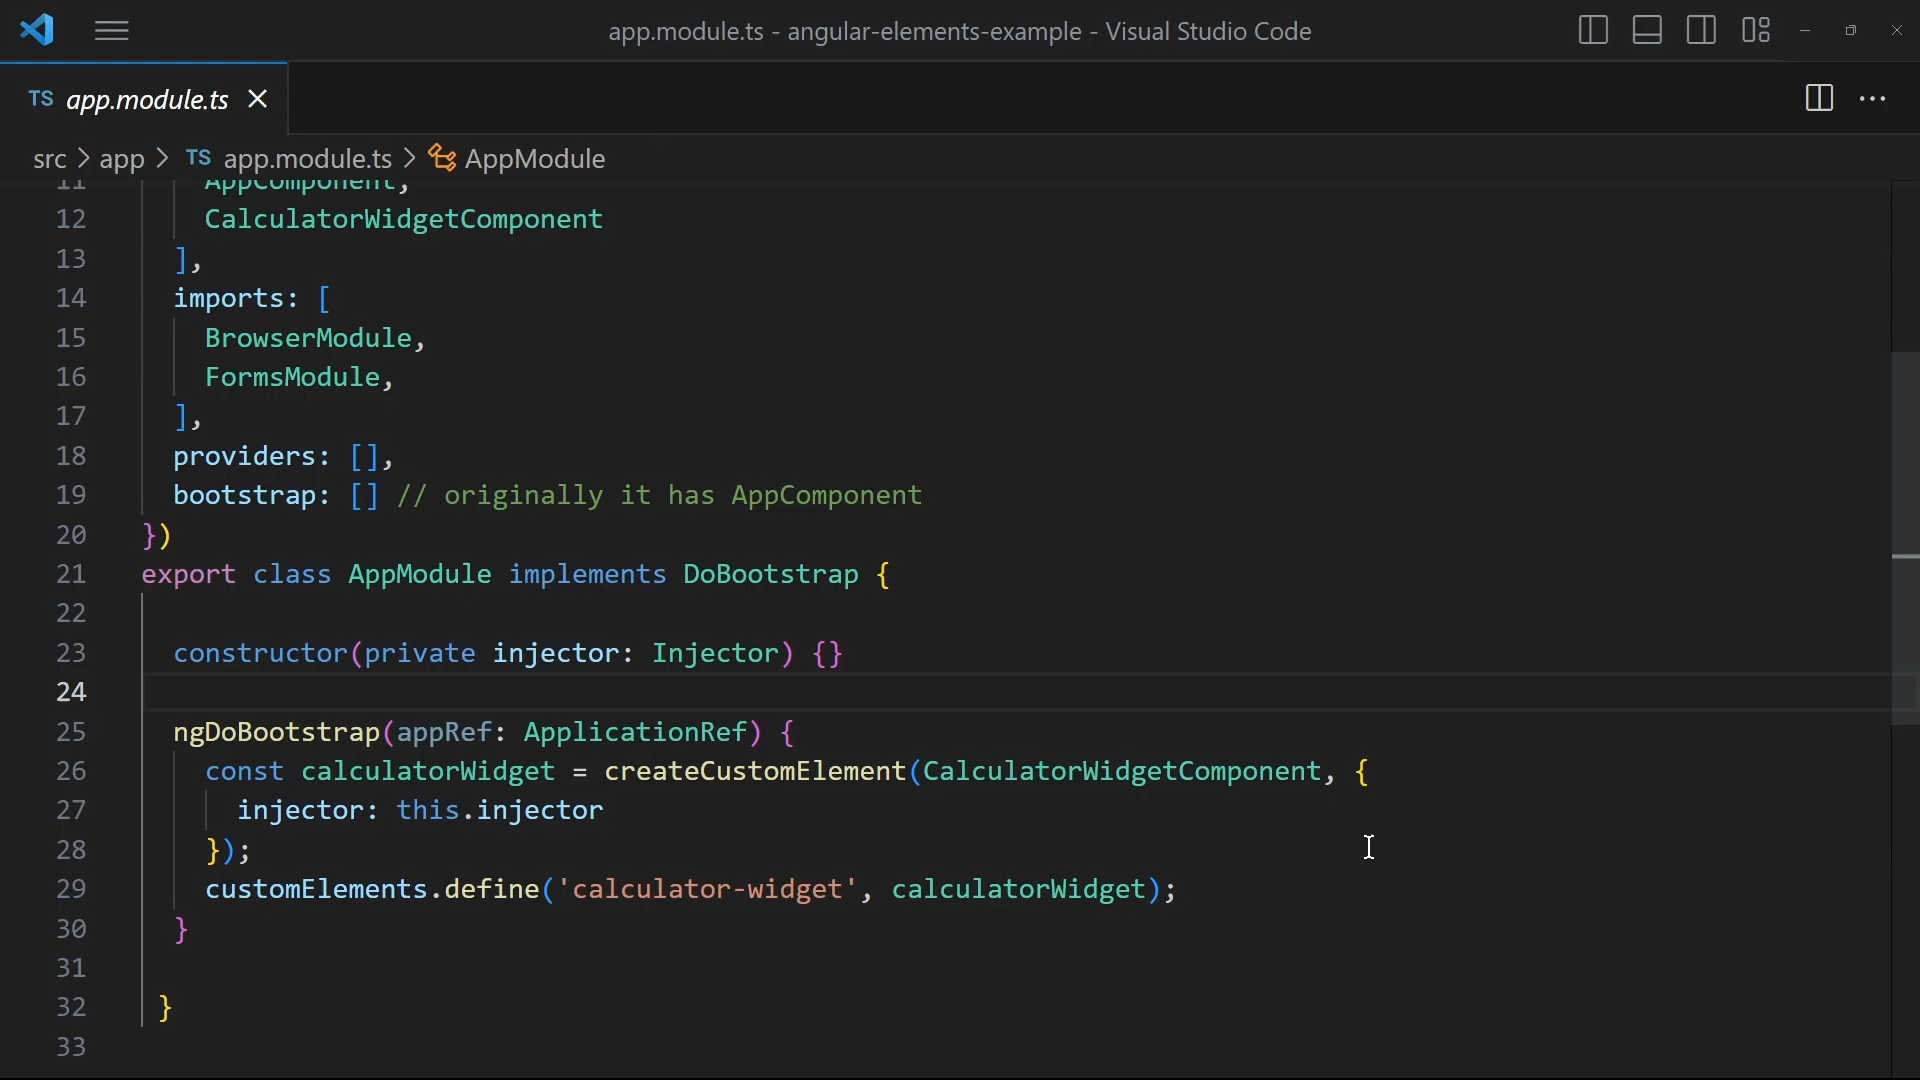 app.module.ts - angular-elements-example - Visual Studio Code
TS app.module.ts
src > app > TS app.module.ts > AppModule
11 AppComponent,
12 CalculatorWidgetComponent
13 ],
14 imports: [
15 BrowserModule,
16 FormsModule,
17 ],
18 providers: [],
19 bootstrap: [] // originally it has AppComponent
20 })
21 export class AppModule implements DoBootstrap {
22
23 constructor(private injector: Injector) {}
24
25 ngDoBootstrap(appRef: ApplicationRef) {
26 const calculatorWidget = createCustomElement(CalculatorWidgetComponent, {
27 injector: this.injector
28 });
29 customElements.define('calculator-widget', calculatorWidget);
30 }
31
32 }
33